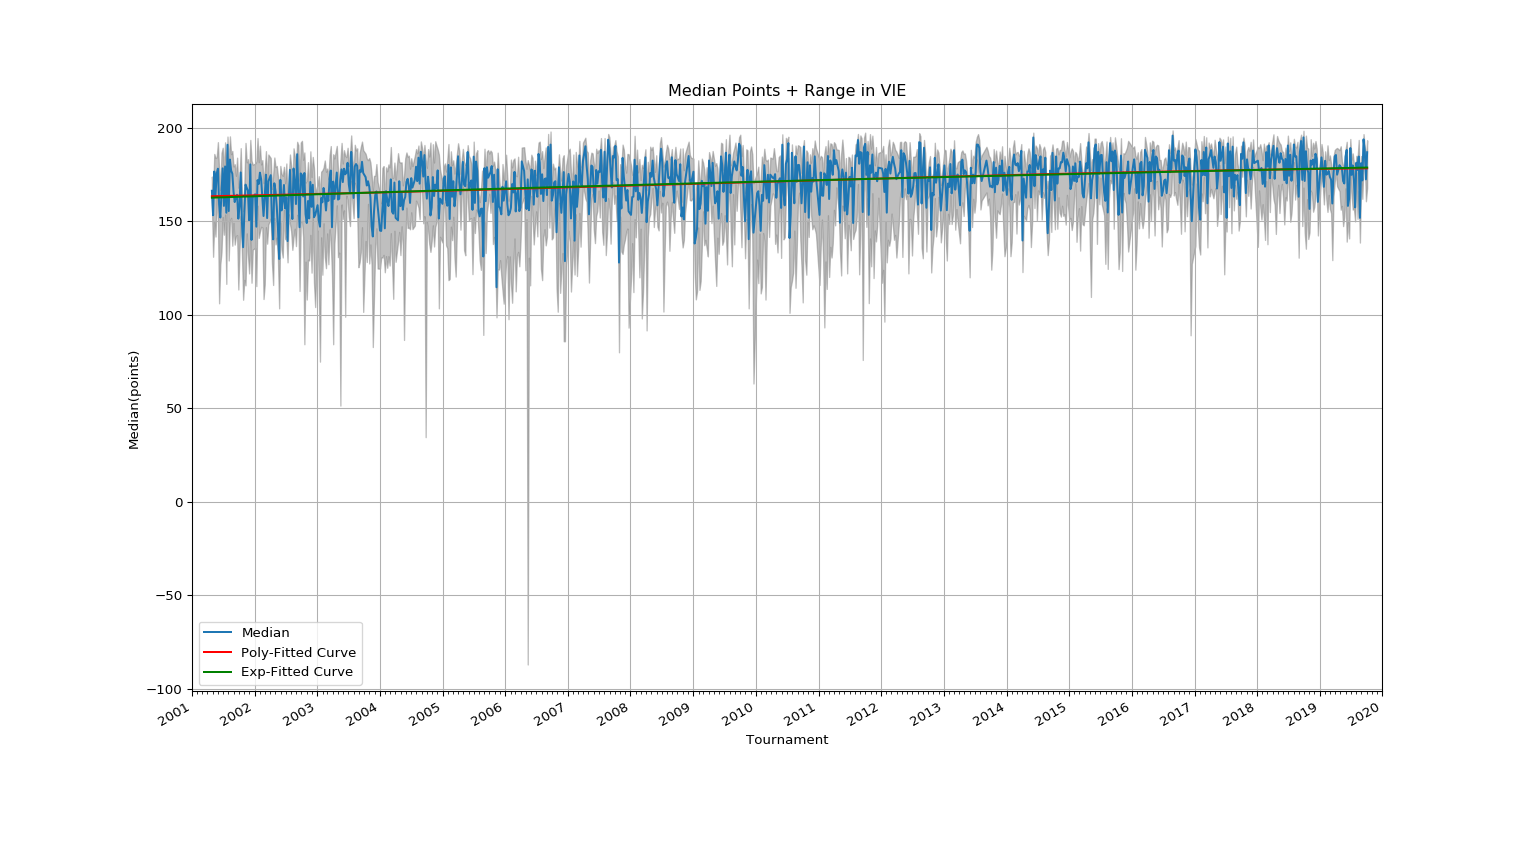 Median Points + Range in VIE
200
150
100
50
0
−50
−100
Median(points)
Median
Poly-Fitted Curve
Exp-Fitted Curve
2001 2002 2003 2004 2005 2006 2007 2008 2009 2010 2011 2012 2013 2014 2015 2016 2017 2018 2019 2020
Tournament